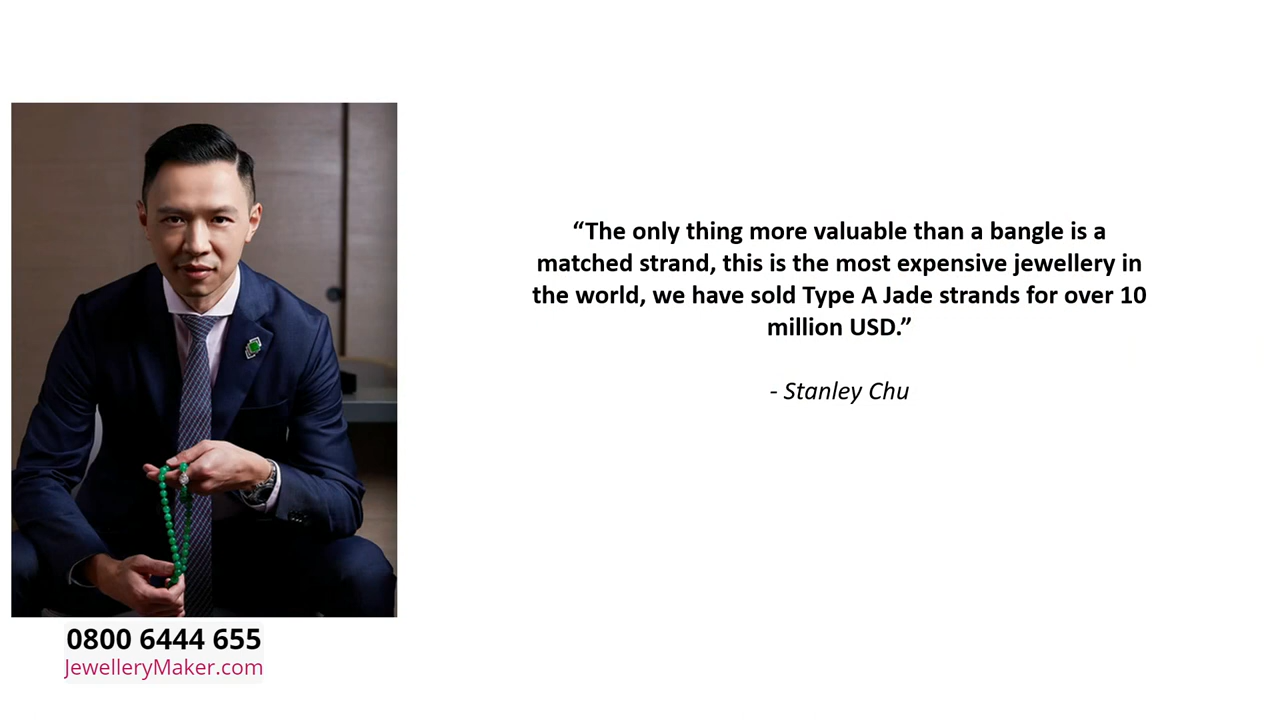 “The only thing more valuable than a bangle is a
matched strand, this is the most expensive jewellery in
the world, we have sold Type A Jade strands for over 10
million USD.”
- Stanley Chu
0800 6444 655
JewelleryMaker.com